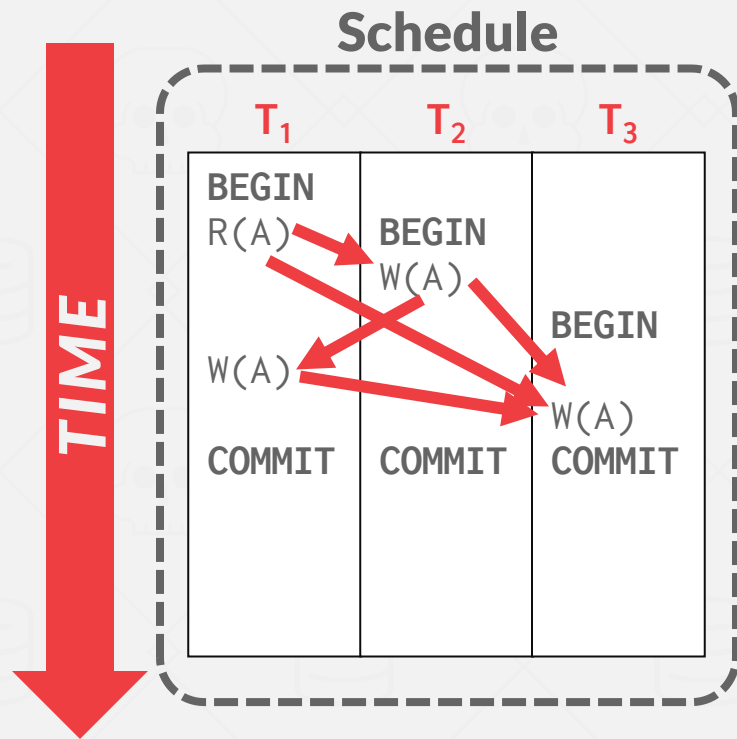 Schedule
TIME
T₁ T₂ T₃
BEGIN
R(A) BEGIN
W(A)
BEGIN
W(A)
W(A)
COMMIT COMMIT COMMIT